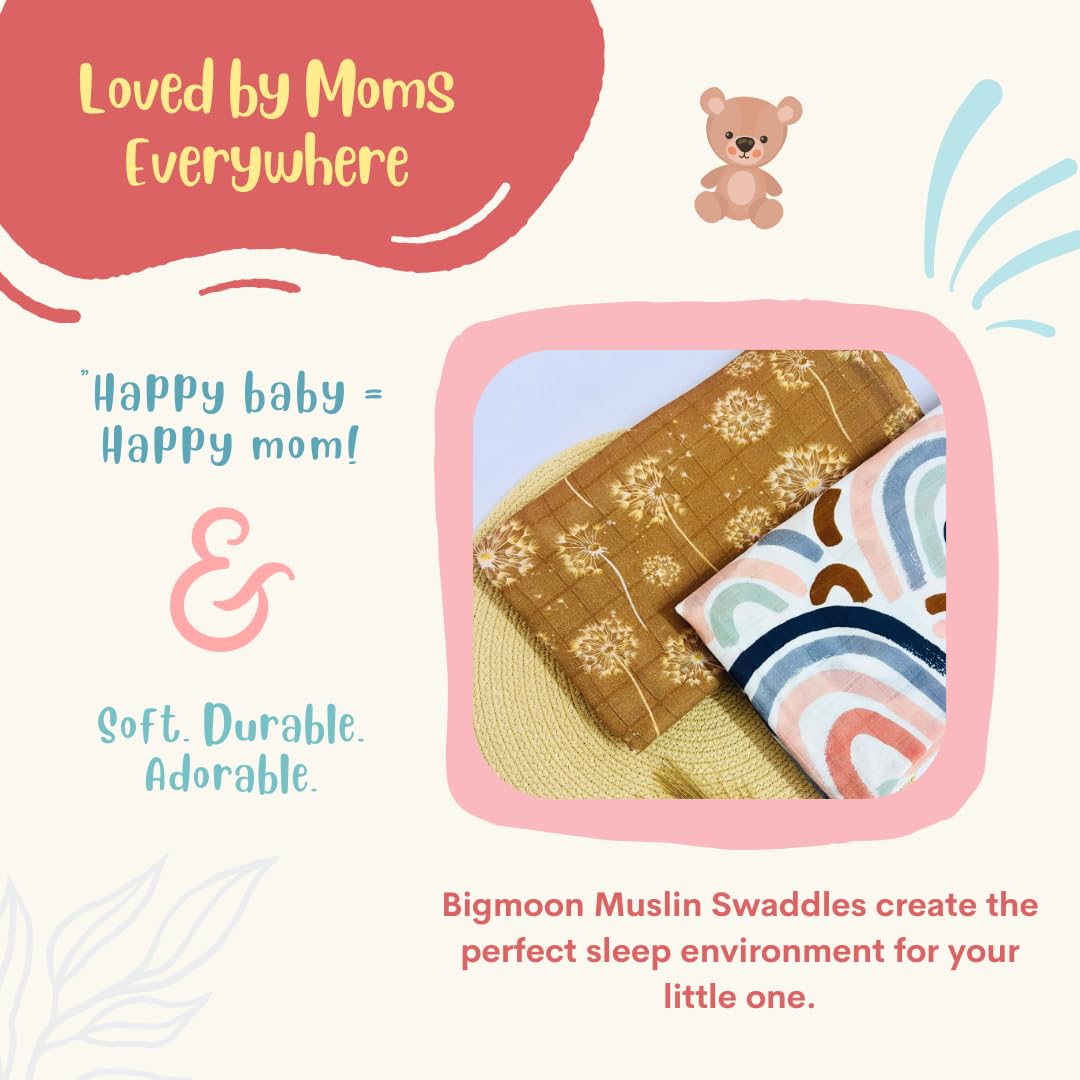 Loved by Moms
Everywhere
"Happy baby =
Happy mom!
&
Soft. Durable.
Adorable.
Bigmoon Muslin Swaddles create the
perfect sleep environment for your
little one.